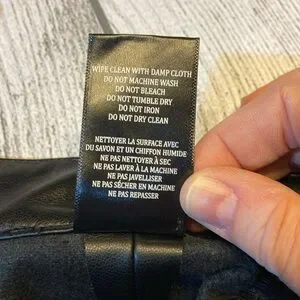 WIPE CLEAN WITH DAMP CLOTH
DO NOT MACHINE WASH
DO NOT BLEACH
DO NOT TUMBLE DRY
DO NOT IRON
DO NOT DRY CLEAN
NETTOYER LA SURFACE AVEC
DU SAVON ET UN CHIFFON HUMIDE
NE PAS NETTOYER À SEC
NE PAS LAVER À LA MACHINE
NE PAS JAVELLISER
NE PAS SÉCHER EN MACHINE
NE PAS REPASSER